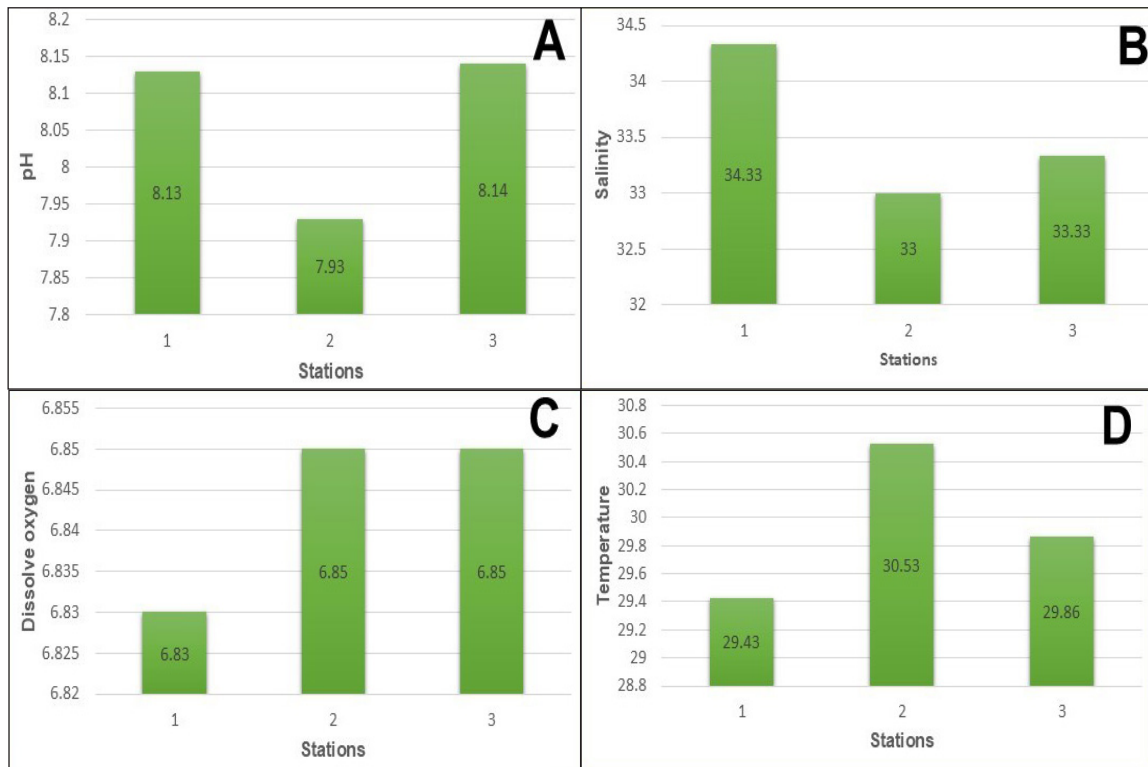 A
pH
8.2
8.15
8.1
8.05
8
7.95
7.9
7.85
7.8
8.13
7.93
8.14
1 2 3
Stations
B
Salinity
34.5
34
33.5
33
32.5
32
34.33
33
33.33
1 2 3
Stations
C
Dissolve oxygen
6.855
6.85
6.845
6.84
6.835
6.83
6.825
6.82
6.83
6.85
6.85
1 2 3
Stations
D
Temperature
30.8
30.6
30.4
30.2
30
29.8
29.6
29.4
29.2
29
28.8
29.43
30.53
29.86
1 2 3
Stations